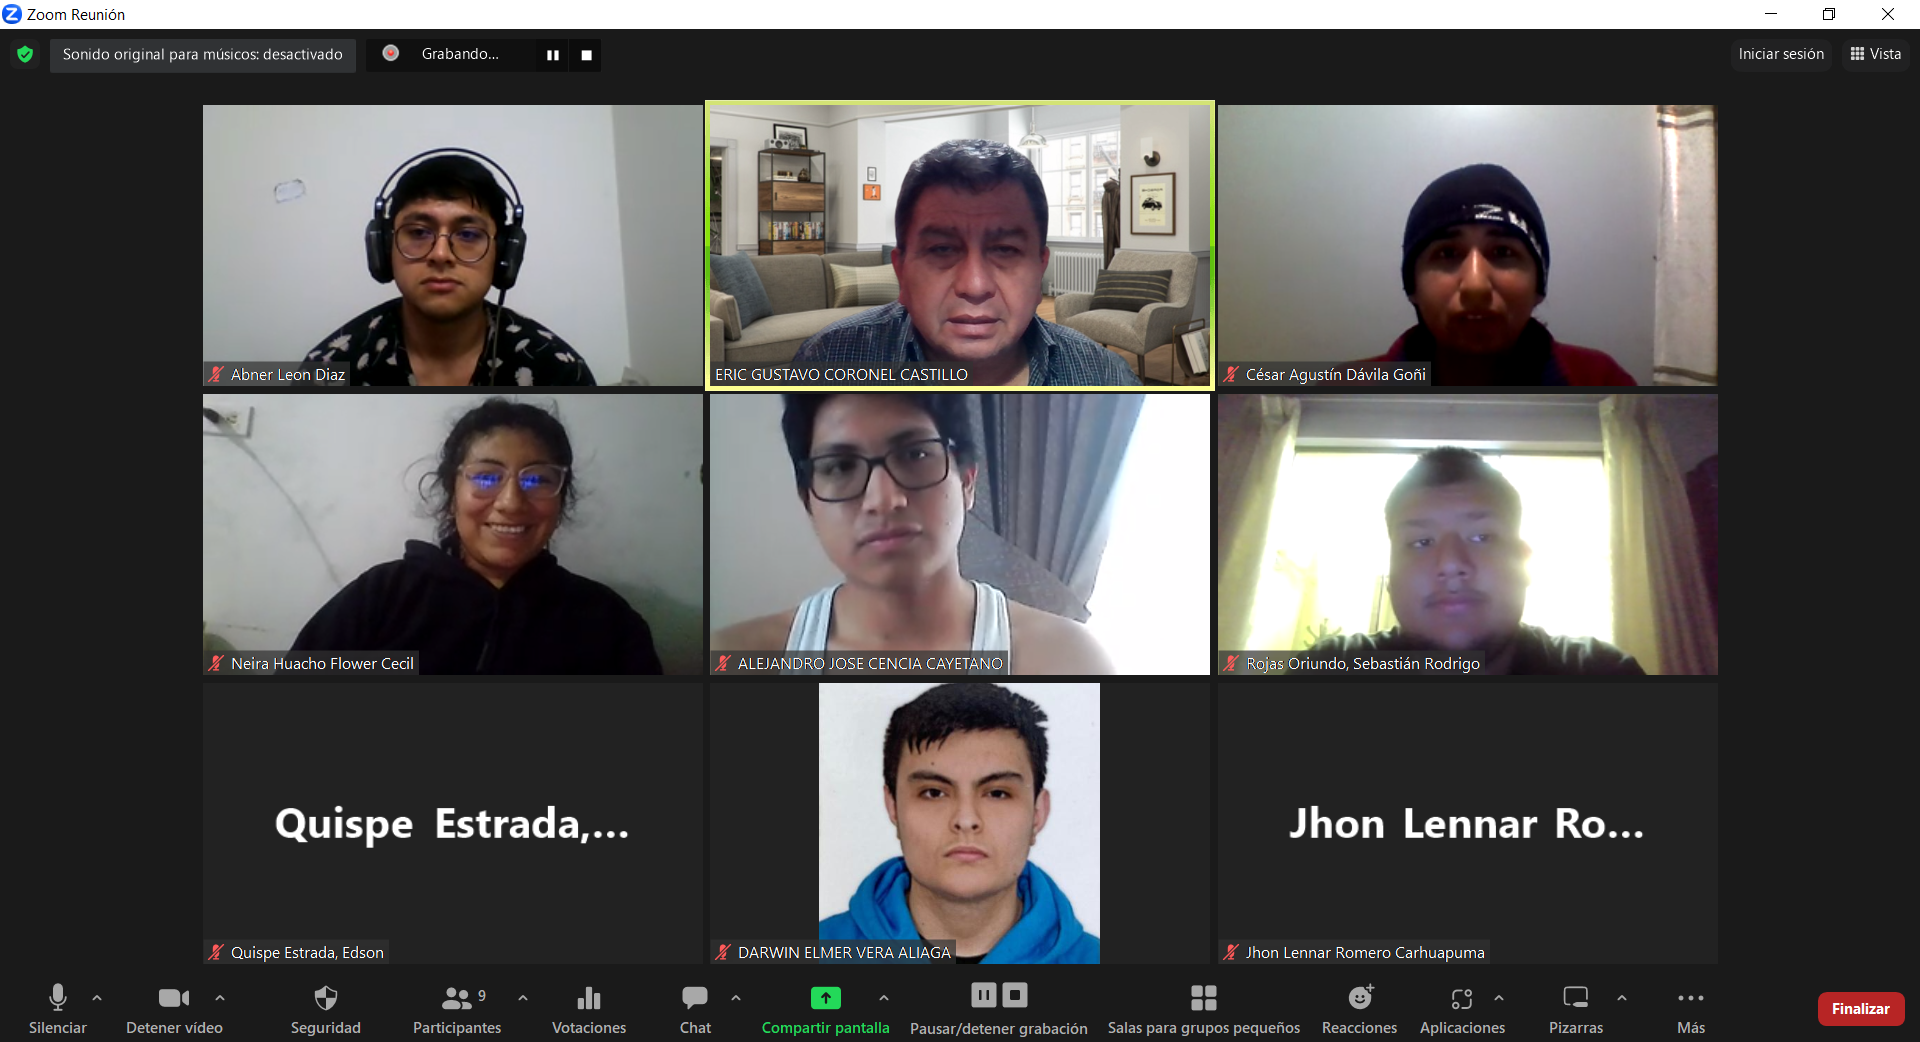 Zoom Reunión
Sonido original para músicos: desactivado
Grabando...
Iniciar sesión
Vista
Abner Leon Diaz
ERIC GUSTAVO CORONEL CASTILLO
César Agustín Dávila Goñi
Neira Huacho Flower Cecil
ALEJANDRO JOSE CENCIA CAYETANO
Rojas Oriundo, Sebastián Rodrigo
Quispe Estrada,...
Jhon Lennar Ro...
Quispe Estrada, Edson
DARWIN ELMER VERA ALIAGA
Jhon Lennar Romero Carhuapuma
9
Silenciar
Detener vídeo
Seguridad
Participantes
Votaciones
Chat
Compartir pantalla
Pausar/detener grabación
Salas para grupos pequeños
Reacciones
Aplicaciones
Pizarras
Más
Finalizar